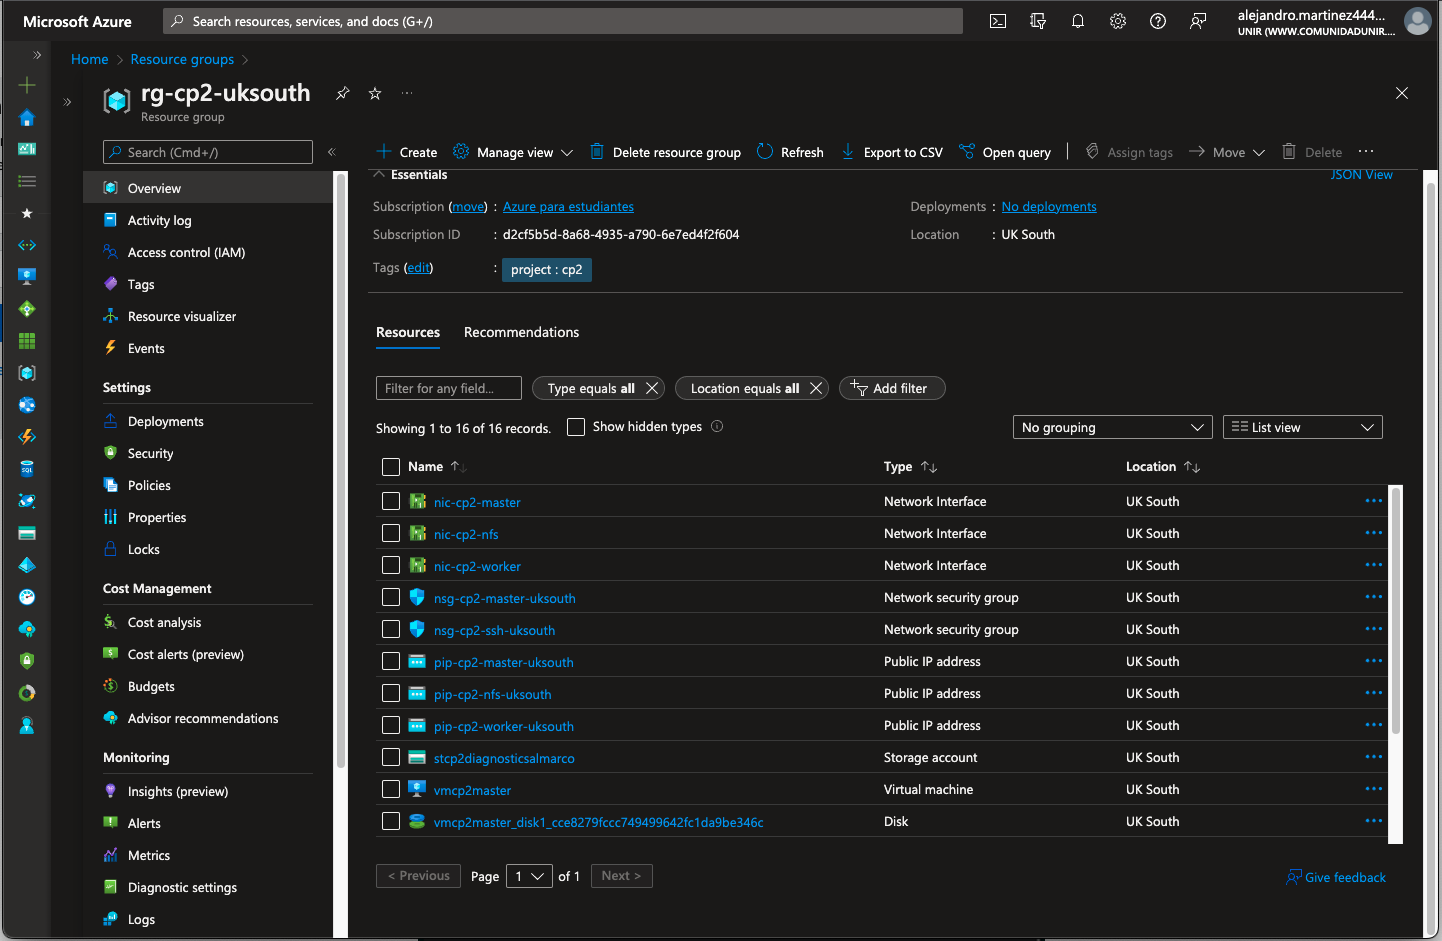 Microsoft Azure
Search resources, services, and docs (G+/)
alejandro.martinez444...
UNIR (WWW.COMUNIDADUNIR....
Home > Resource groups >
rg-cp2-uksouth
Resource group
Search (Cmd+/)
Create
Manage view
Delete resource group
Refresh
Export to CSV
Open query
Assign tags
Move
Delete
Overview
Activity log
Access control (IAM)
Tags
Resource visualizer
Events
Settings
Deployments
Security
Policies
Properties
Locks
Cost Management
Cost analysis
Cost alerts (preview)
Budgets
Advisor recommendations
Monitoring
Insights (preview)
Alerts
Metrics
Diagnostic settings
Logs
Essentials
JSON View
Subscription (move) : Azure para estudiantes
Deployments : No deployments
Subscription ID : d2cf5b5d-8a68-4935-a790-6e7ed4f2f604
Location : UK South
Tags (edit) : project : cp2
Resources Recommendations
Filter for any field...
Type equals all
Location equals all
Add filter
Showing 1 to 16 of 16 records.
Show hidden types
No grouping
List view
Name Type Location
nic-cp2-master Network Interface UK South
nic-cp2-nfs Network Interface UK South
nic-cp2-worker Network Interface UK South
nsg-cp2-master-uksouth Network security group UK South
nsg-cp2-ssh-uksouth Network security group UK South
pip-cp2-master-uksouth Public IP address UK South
pip-cp2-nfs-uksouth Public IP address UK South
pip-cp2-worker-uksouth Public IP address UK South
stcp2diagnosticsalmarco Storage account UK South
vmcp2master Virtual machine UK South
vmcp2master_disk1_cce8279fccc749499642fc1da9be346c Disk UK South
< Previous Page 1 of 1 Next >
Give feedback